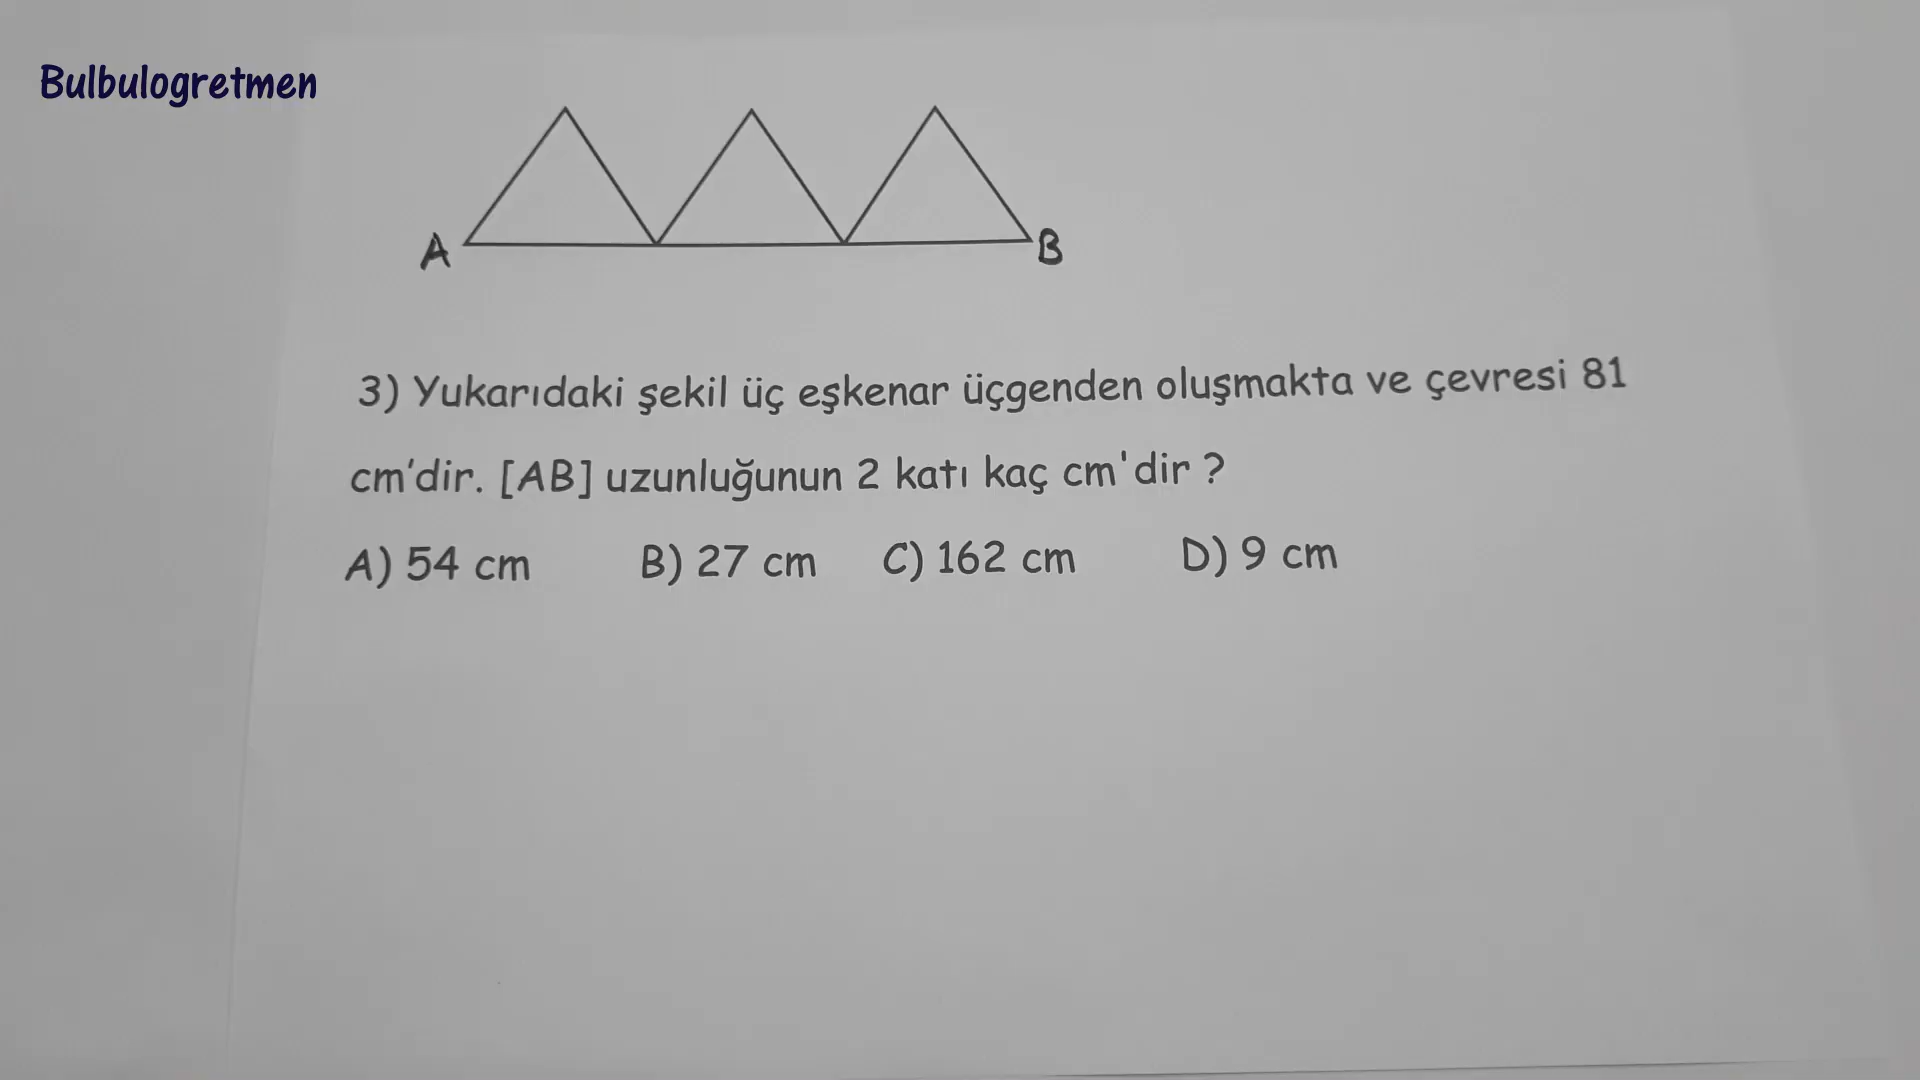 Bulbulogretmen
A
B
3) Yukarıdaki şekil üç eşkenar üçgenden oluşmakta ve çevresi 81
cm'dir. [AB] uzunluğunun 2 katı kaç cm'dir ?
A) 54 cm B) 27 cm C) 162 cm D) 9 cm